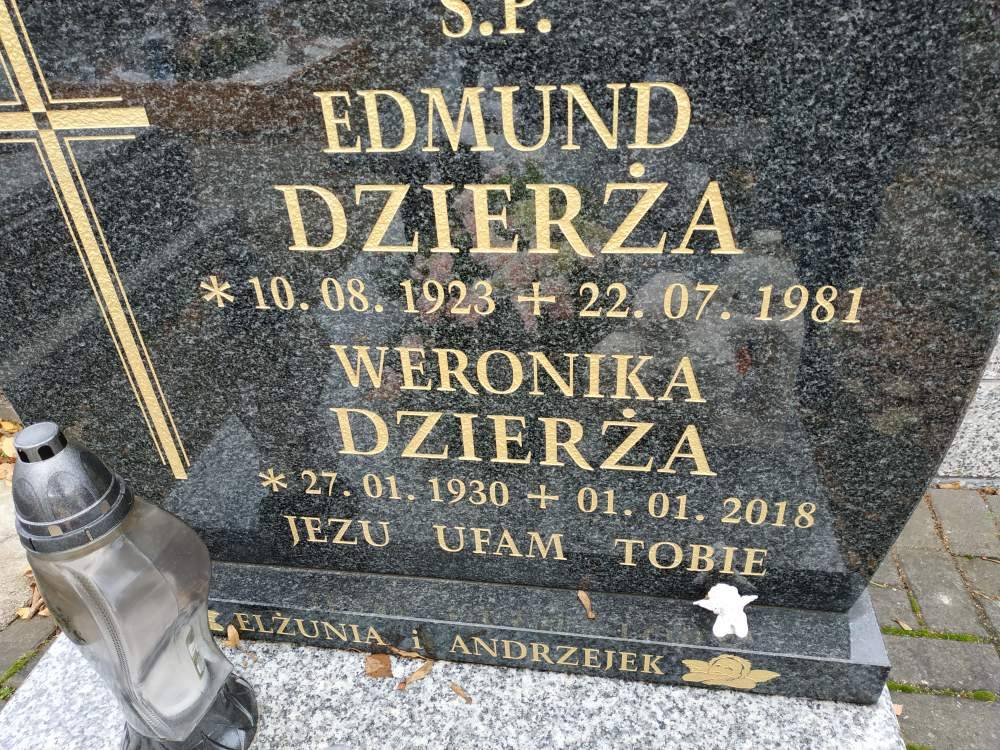 Ś.P.
EDMUND
DZIERŻA
* 10. 08. 1923 + 22. 07. 1981
WERONIKA
DZIERŻA
* 27. 01. 1930 + 01. 01. 2018
JEZU UFAM TOBIE
ELŻUNIA i ANDRZEJEK